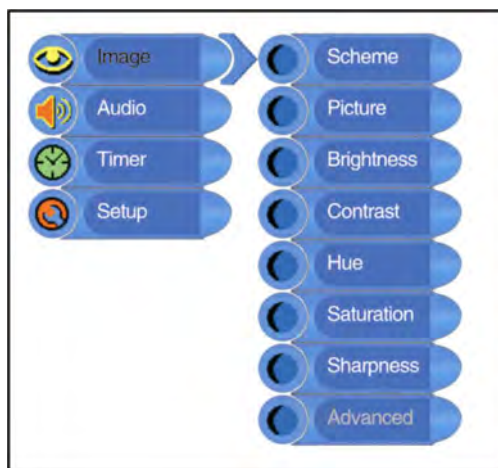 Image
Audio
Timer
Setup
Scheme
Picture
Brightness
Contrast
Hue
Saturation
Sharpness
Advanced